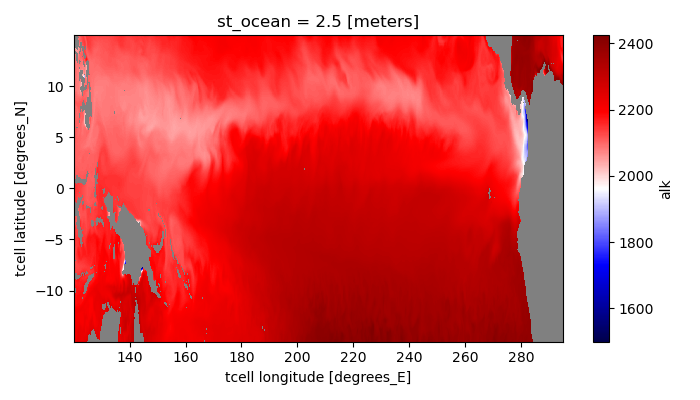 st_ocean = 2.5 [meters]
10
5
0
−5
−10
tcell latitude [degrees_N]
140 160 180 200 220 240 260 280
tcell longitude [degrees_E]
2400
2200
2000
1800
1600
alk